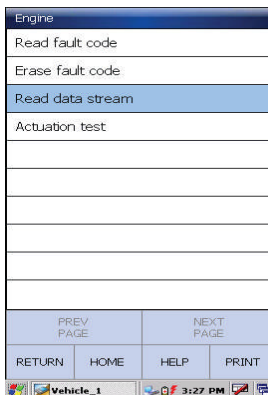 Engine
Read fault code
Erase fault code
Read data stream
Actuation test
PREV PAGE
NEXT PAGE
RETURN HOME HELP PRINT
Vehicle_1 3:27 PM